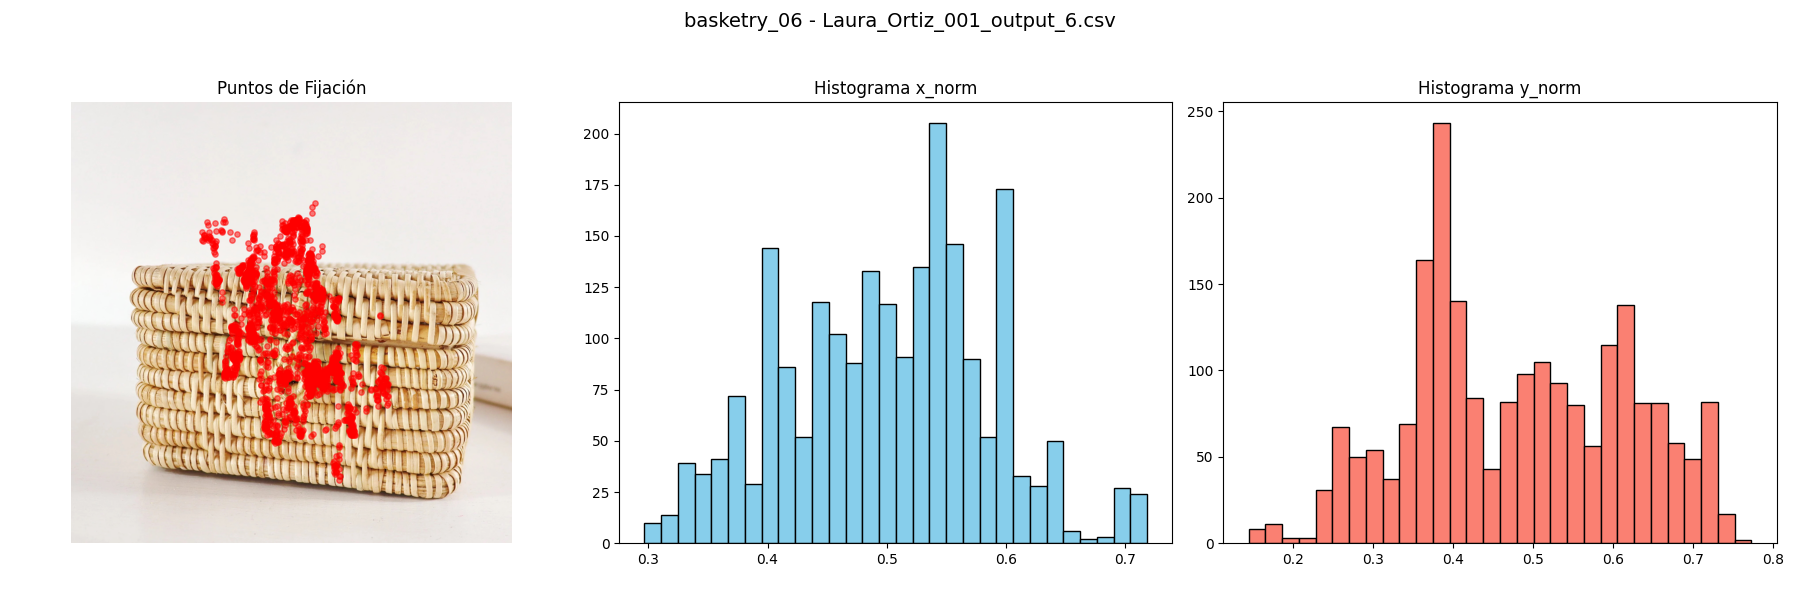 basketry_06 - Laura_Ortiz_001_output_6.csv
Puntos de Fijación
Histograma x_norm
200
175
150
125
100
75
50
25
0
0.3 0.4 0.5 0.6 0.7
Histograma y_norm
250
200
150
100
50
0
0.2 0.3 0.4 0.5 0.6 0.7 0.8